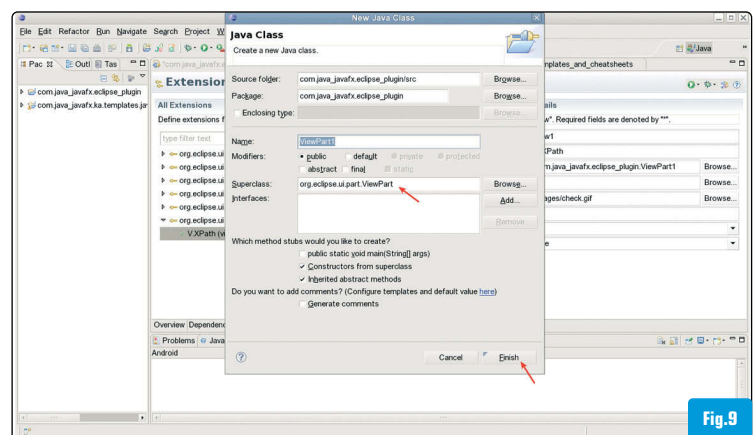 New Java Class
File Edit Refactor Run Navigate Search Project W
Java Class
Create a new Java class.
Java
Pac Outl Tas
"com.java_javafx.e
nplates_and_cheatsheets
Extension
com.java_javafx.eclipse_plugin
com.java_javafx.ka.templates.jar
All Extensions
Define extensions f
type filter text
org.eclipse.ui
org.eclipse.ui
org.eclipse.ui
org.eclipse.ui
org.eclipse.ui
org.eclipse.ui
V.XPath (vi
Source folder: com.java_javafx.eclipse_plugin/src Browse...
Package: com.java_javafx.eclipse_plugin Browse...
Enclosing type: Browse...
Name: ViewPart1
Modifiers: public default private protected
abstract final static
Superclass: org.eclipse.ui.part.ViewPart Browse...
Interfaces: Add...
Remove
Which method stubs would you like to create?
public static void main(String[] args)
Constructors from superclass
Inherited abstract methods
Do you want to add comments? (Configure templates and default value here)
Generate comments
Cancel Finish
ails
w". Required fields are denoted by "*".
w1
XPath
m.java_javafx.eclipse_plugin.ViewPart1 Browse...
ages/check.gif Browse...
Browse...
e
Overview Dependenc
Problems Java
Android
Fig.9